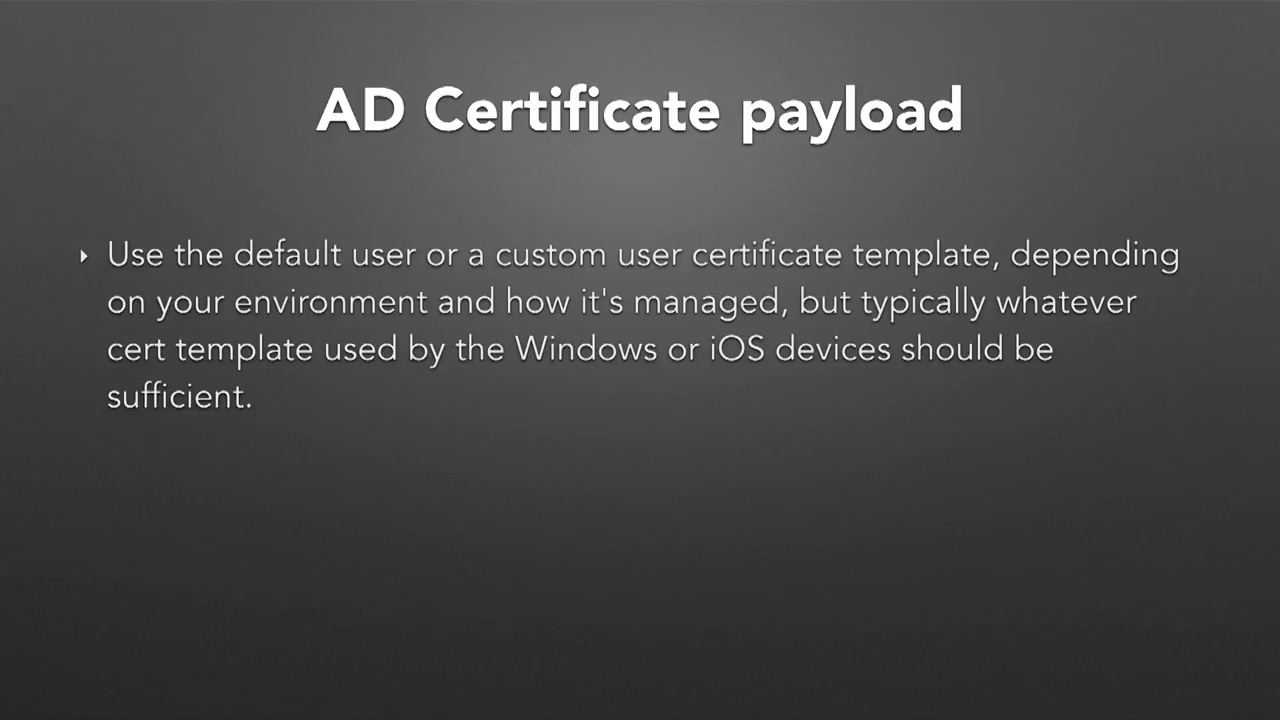 AD Certificate payload
‣ Use the default user or a custom user certificate template, depending
on your environment and how it's managed, but typically whatever
cert template used by the Windows or iOS devices should be
sufficient.